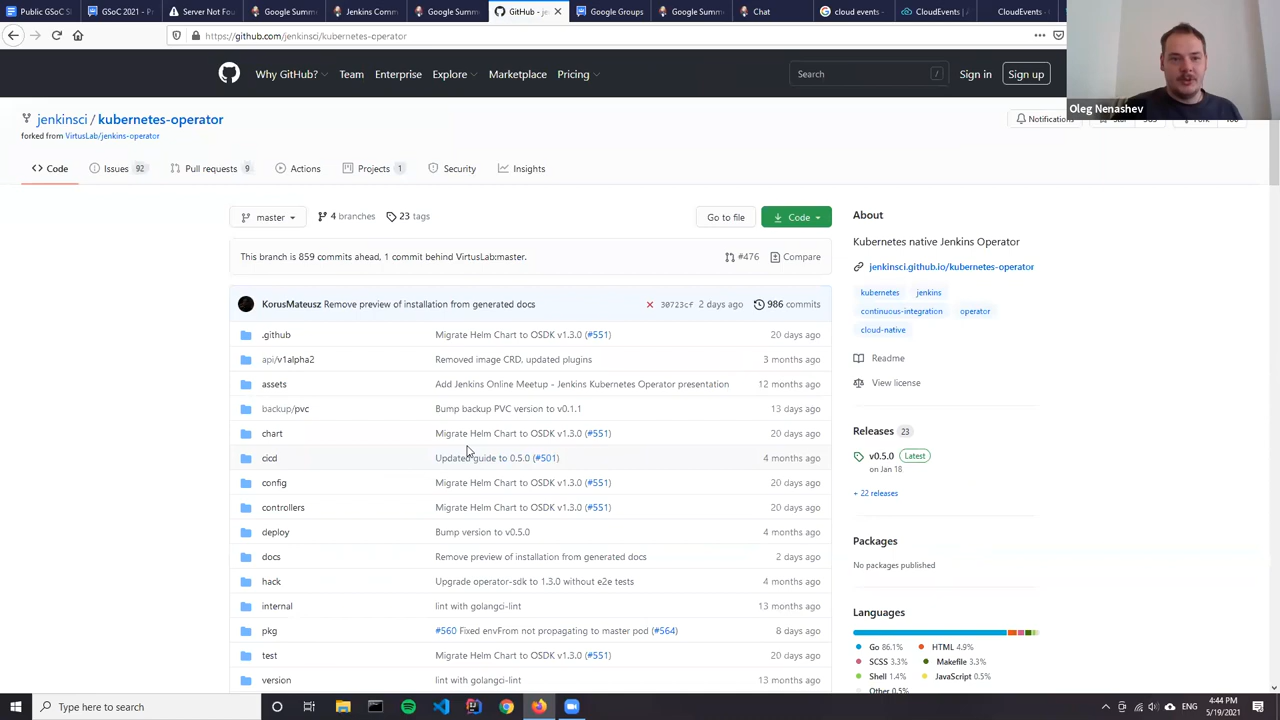 Public GSoC S
GSoC 2021 - P
Server Not Fou
Google Summ
Jenkins Comm
Google Summ
GitHub - je
Google Groups
Google Summ
Chat
cloud events -
CloudEvents | A
CloudEvents - 
https://github.com/jenkinsci/kubernetes-operator
Why GitHub?
Team
Enterprise
Explore
Marketplace
Pricing
Search
/
Sign in
Sign up
Oleg Nenashev
jenkinsci / kubernetes-operator
forked from VirtusLab/jenkins-operator
Notifications
Code
Issues 92
Pull requests 9
Actions
Projects 1
Security
Insights
master
4 branches
23 tags
Go to file
Code
This branch is 859 commits ahead, 1 commit behind VirtusLab:master.
#476
Compare
KorusMateusz Remove preview of installation from generated docs
30723cf 2 days ago
986 commits
.github Migrate Helm Chart to OSDK v1.3.0 (#551) 20 days ago
api/v1alpha2 Removed image CRD, updated plugins 3 months ago
assets Add Jenkins Online Meetup - Jenkins Kubernetes Operator presentation 12 months ago
backup/pvc Bump backup PVC version to v0.1.1 13 days ago
chart Migrate Helm Chart to OSDK v1.3.0 (#551) 20 days ago
cicd Updated guide to 0.5.0 (#501) 4 months ago
config Migrate Helm Chart to OSDK v1.3.0 (#551) 20 days ago
controllers Migrate Helm Chart to OSDK v1.3.0 (#551) 20 days ago
deploy Bump version to v0.5.0 4 months ago
docs Remove preview of installation from generated docs 2 days ago
hack Upgrade operator-sdk to 1.3.0 without e2e tests 4 months ago
internal lint with golangci-lint 13 months ago
pkg #560 Fixed envFrom not propagating to master pod (#564) 8 days ago
test Migrate Helm Chart to OSDK v1.3.0 (#551) 20 days ago
version lint with golangci-lint 13 months ago
About
Kubernetes native Jenkins Operator
jenkinsci.github.io/kubernetes-operator
kubernetes jenkins
continuous-integration operator
cloud-native
Readme
View license
Releases 23
v0.5.0 Latest
on Jan 18
+ 22 releases
Packages
No packages published
Languages
Go 86.1% HTML 4.9%
SCSS 3.3% Makefile 3.3%
Shell 1.4% JavaScript 0.5%
Other 0.5%
Type here to search
4:44 PM
5/19/2021